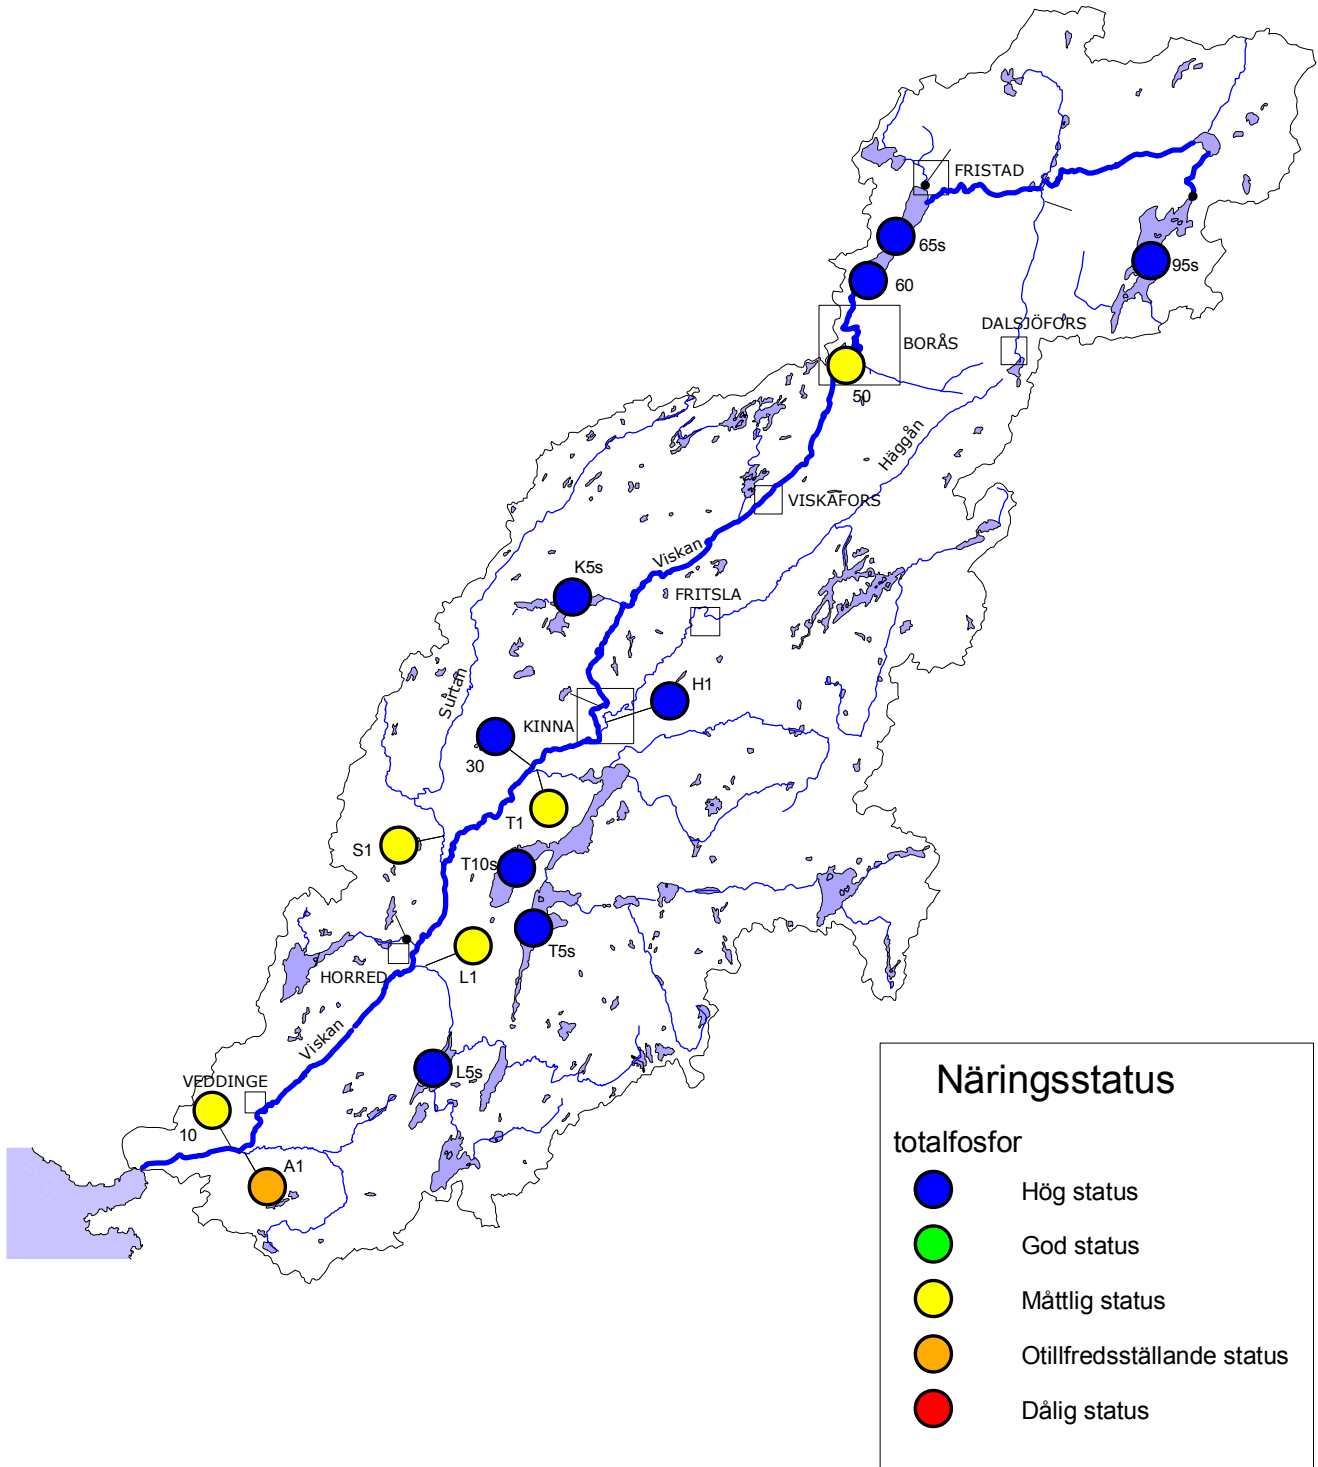 FRISTAD
65s
95s
60
DALSJÖFORS
BORÅS
50
Häggån
VISKAFORS
Viskan
K5s
FRITSLA
Surtan
H1
KINNA
30
T1
S1
T10s
T5s
L1
HORRED
Viskan
L5s
VEDDINGE
10
A1
Näringsstatus
totalfosfor
Hög status
God status
Måttlig status
Otillfredsställande status
Dålig status